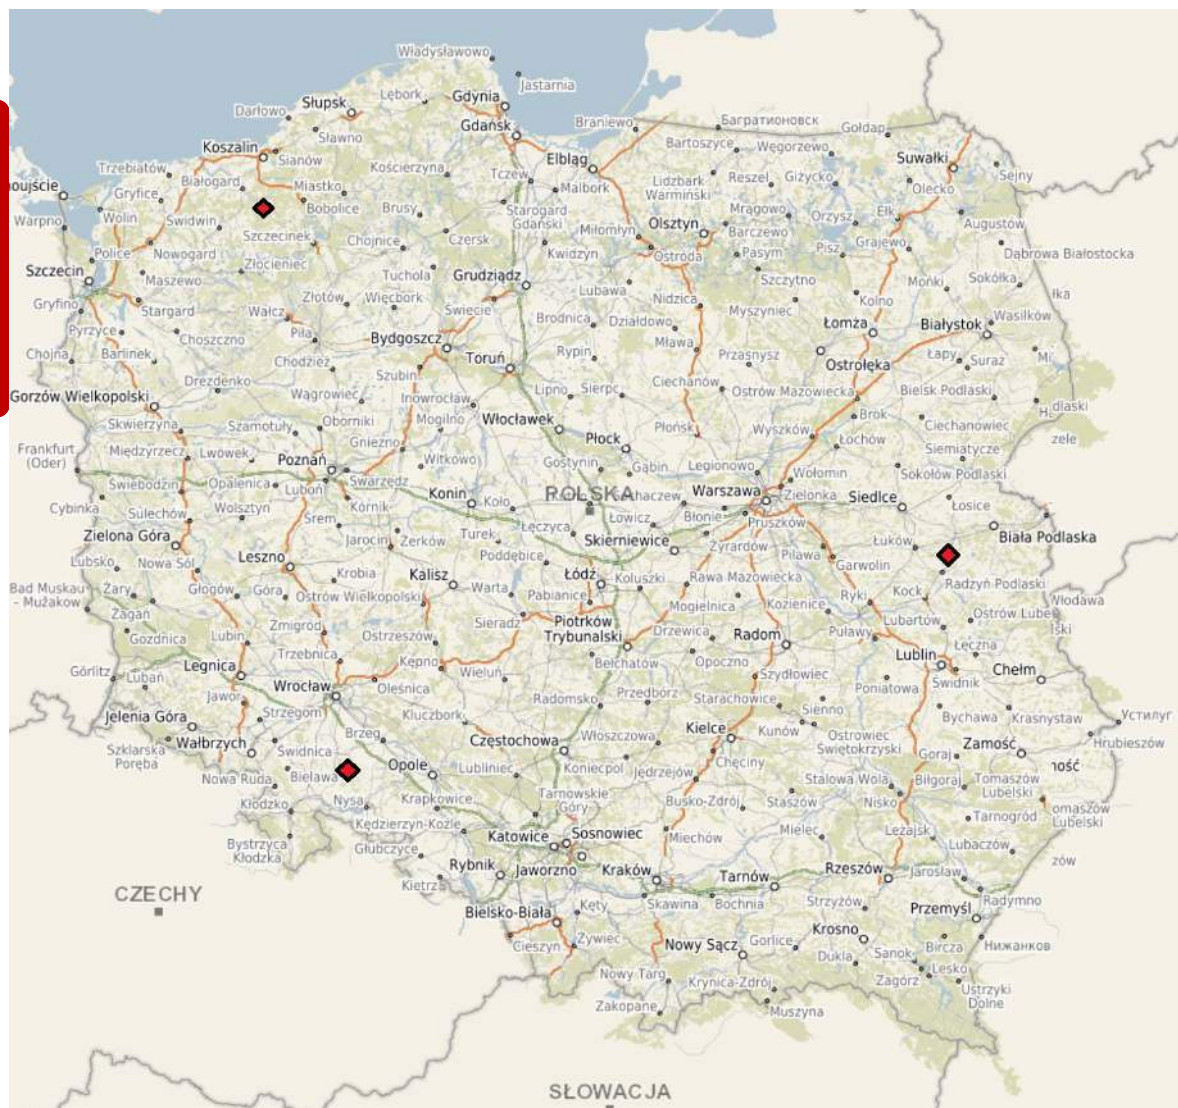 Władysławowo
Jastarnia
Lębork
Gdynia
Darłowo
Słupsk
Gdańsk
Sławno
Braniewo
Багратионовск
Gołdap
Koszalin
Sianów
Bartoszyce
Węgorzewo
Elbląg
Suwałki
Trzebiatów
Kościerzyna
Tczew
Sejny
noujście
Gryfice
Białogard
Miastko
Malbork
Lidzbark
Warmiński
Reszel
Giżycko
Olecko
Bobolice
Brusy
Starogard-
Gdański
Warpno
Wolin
Świdwin
Mrągowo
Orzysz
Ełk
Augustów
Olsztyn
Barczewo
Szczecinek
Chojnice
Czersk
Miłomłyn
Police
Nowogard
Kwidzyn
Ostróda
Pasym
Pisz
Grajewo
Dąbrowa Białostocka
Szczecin
Złocieniec
Maszewo
Tuchola
Grudziądz
Szczytno
Mońki
Sokółka
Gryfino
Stargard
Złotów
Więcbork
Lubawa
Świecie
Nidzica
Myszyniec
Kolno
łka
Wałcz
Pyrzyce
Choszczno
Piła
Brodnica
Działdowo
Łomża
Białystok
Wasilków
Bydgoszcz
Mława
Chojna
Barlinek
Chodzież
Toruń
Rypin
Przasnysz
Ostrołęka
Łapy
Suraż
Mi
Szubin
Drezdenko
Lipno
Sierpc
Ciechanów
Ostrów Mazowiecka
Bielsk Podlaski
Gorzów Wielkopolski
Wągrowiec
Inowrocław
Skwierzyna
Szamotuły
Oborniki
Mogilno
Włocławek
Płock
Płońsk
Brok
Ciechanowiec
dlaski
Gniezno
Wyszków
Łochów
zele
Frankfurt
(Oder)
Międzyrzecz
Lwówek
Poznań
Witkowo
Gostynin
Gąbin
Legionowo
Siemiatycze
Świebodzin
Opalenica
Luboń
Swarzędz
Wołomin
Sokołów Podlaski
Konin
Koło
POLSKA
haczew
Warszawa
Zielonka
Siedlce
Łosice
Cybinka
Sulechów
Wolsztyn
Kórnik
Śrem
Łęczyca
Łowicz
Błonie
Pruszków
Biała Podlaska
Zielona Góra
Jarocin
Żerków
Turek
Skierniewice
Żyrardów
Piława
Łuków
Lubsko
Nowa Sól
Leszno
Poddębice
Garwolin
Krobia
Kalisz
Warta
Łódź
Koluszki
Rawa Mazowiecka
Radzyń Podlaski
Bad Muskau
- Mużakow
Żary
Głogów
Góra
Ostrów Wielkopolski
Pabianice
Mogielnica
Kozienice
Ryki
Kock
Włodawa
Żagań
Sieradz
Piotrków
Trybunalski
Drzewica
Lubartów
Ostrów Lubel
ski
Gozdnica
Lubin
Żmigród
Ostrzeszów
Radom
Puławy
Łęczna
Trzebnica
Görlitz
Legnica
Kępno
Wieluń
Bełchatów
Opoczno
Lublin
Chełm
Lubań
Jawor
Wrocław
Oleśnica
Szydłowiec
Poniatowa
Świdnik
Radomsko
Przedbórz
Starachowice
Jelenia Góra
Strzegom
Kluczbork
Sienno
Bychawa
Krasnystaw
Устилуг
Szklarska
Poręba
Wałbrzych
Świdnica
Brzeg
Częstochowa
Włoszczowa
Kielce
Kunów
Ostrowiec
Świętokrzyski
Zamość
Hrubieszów
Nowa Ruda
Bielawa
Opole
Lubliniec
Koniecpol
Chęciny
Goraj
Jędrzejów
Stalowa Wola
Biłgoraj
Tomaszów
Lubelski
ność
Kłodzko
Nysa
Krapkowice
Tarnowskie
Góry
Busko-Zdrój
Staszów
Nisko
omaszów
Lubelski
Kędzierzyn-Koźle
Tarnogród
Bystrzyca
Kłodzka
Głubczyce
Katowice
Sosnowiec
Miechów
Mielec
Leżajsk
Lubaczów
zów
Rybnik
Jaworzno
Kraków
Tarnów
Rzeszów
Jarosław
CZECHY
Kietrz
Skawina
Bochnia
Radymno
Bielsko-Biała
Kęty
Strzyżów
Przemyśl
Cieszyn
Żywiec
Nowy Sącz
Gorlice
Krosno
Bircza
Нижанков
Dukla
Sanok
Nowy Targ
Krynica-Zdrój
Zagórz
Lesko
Ustrzyki
Dolne
Zakopane
Muszyna
SŁOWACJA